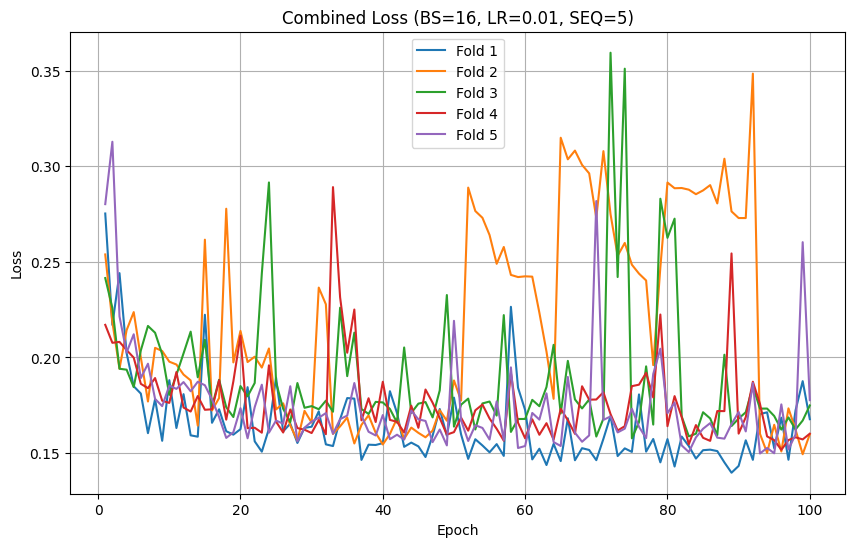 Combined Loss (BS=16, LR=0.01, SEQ=5)
Fold 1
Fold 2
Fold 3
Fold 4
Fold 5
Loss
0.35
0.30
0.25
0.20
0.15
0
20
40
60
80
100
Epoch